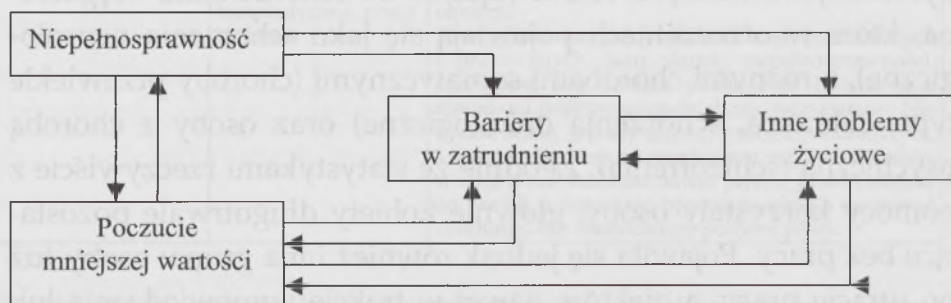 Niepełnosprawność
Bariery
w zatrudnieniu
Inne problemy
życiowe
Poczucie
mniejszej wartości